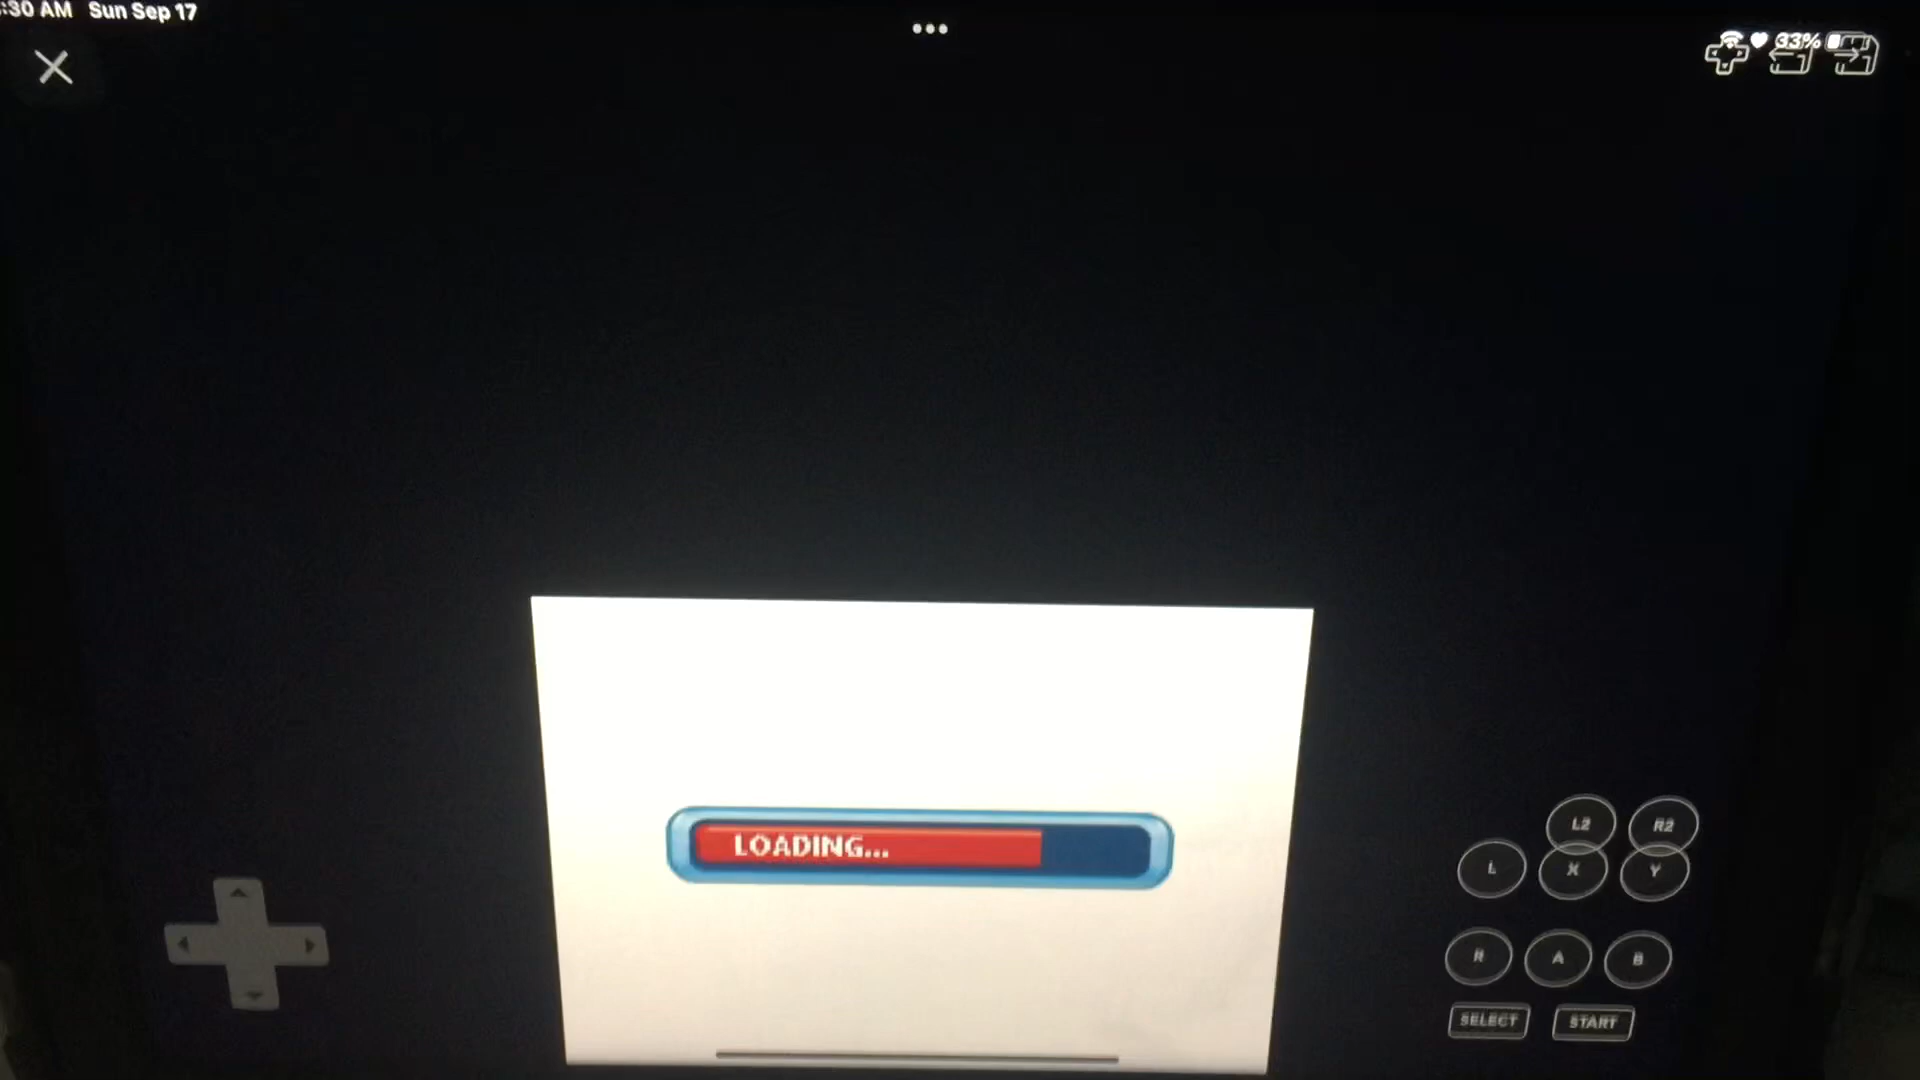 :30 AM Sun Sep 17
33%
LOADING...
L2 R2
L X Y
R A B
SELECT START